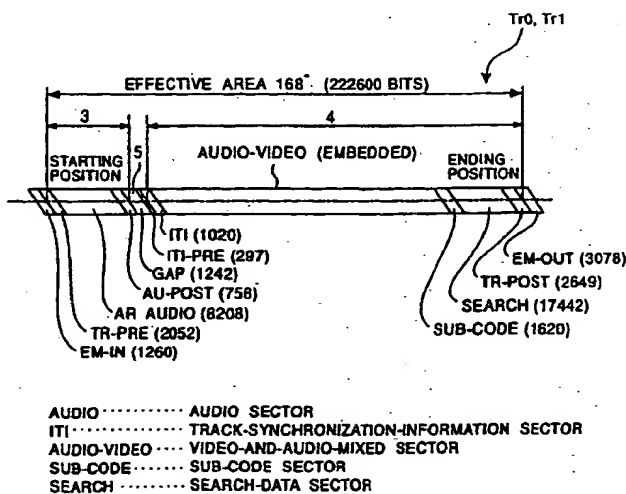 Tr0, Tr1
EFFECTIVE AREA 168° (222600 BITS)
3
4
5
STARTING
POSITION
AUDIO-VIDEO (EMBEDDED)
ENDING
POSITION
ITI (1020)
ITI-PRE (297)
GAP (1242)
AU-POST (758)
AR AUDIO (8208)
TR-PRE (2052)
EM-IN (1260)
EM-OUT (3078)
TR-POST (2649)
SEARCH (17442)
SUB-CODE (1620)
AUDIO ·········· AUDIO SECTOR
ITI ·············· TRACK-SYNCHRONIZATION-INFORMATION SECTOR
AUDIO-VIDEO ····· VIDEO-AND-AUDIO-MIXED SECTOR
SUB-CODE ······ SUB-CODE SECTOR
SEARCH ········ SEARCH-DATA SECTOR